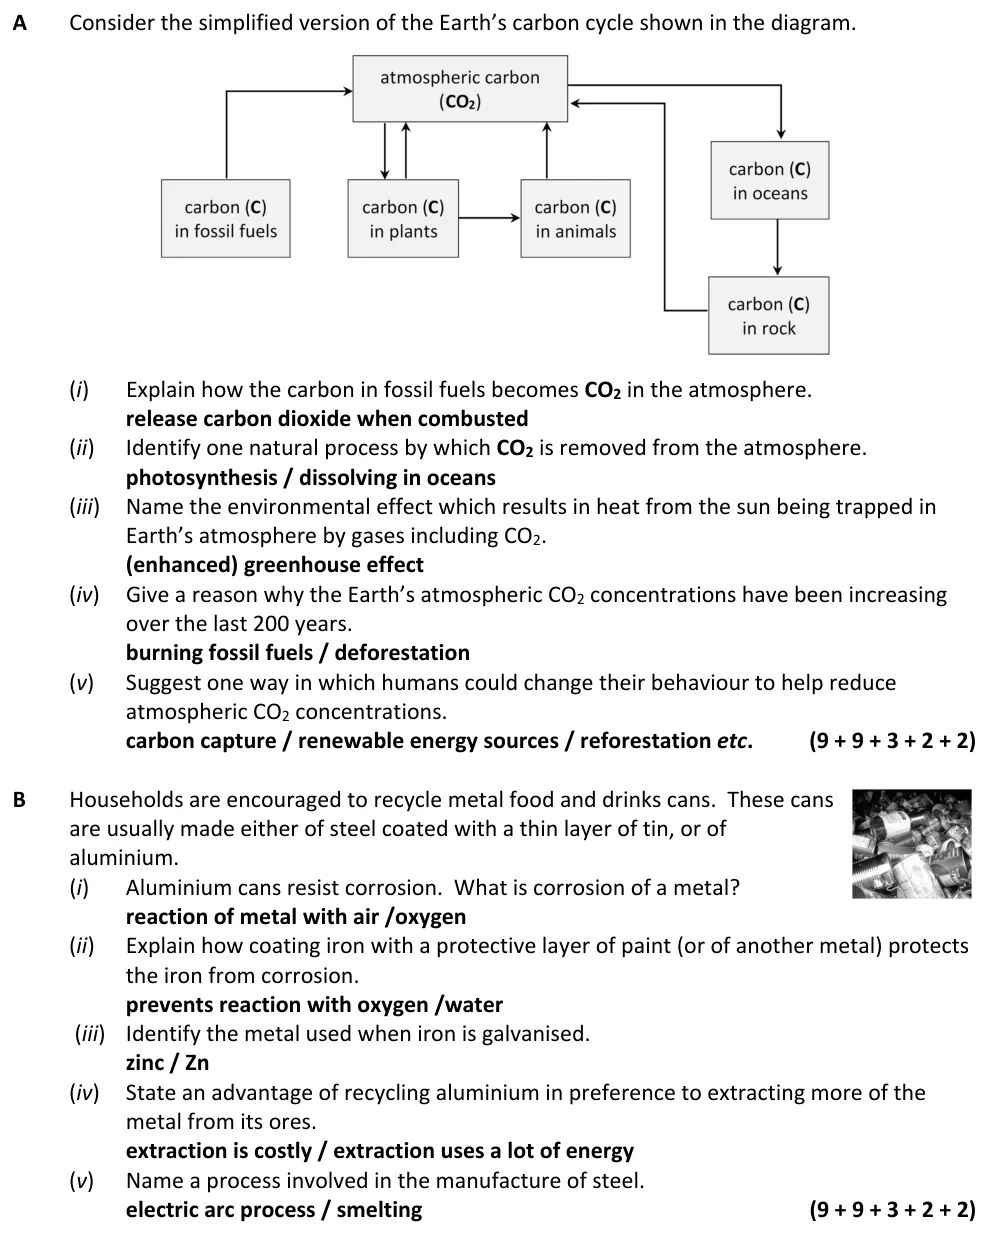 A Consider the simplified version of the Earth’s carbon cycle shown in the diagram.
atmospheric carbon
(CO₂)
carbon (C)
in oceans
carbon (C)
in fossil fuels
carbon (C)
in plants
carbon (C)
in animals
carbon (C)
in rock
(i) Explain how the carbon in fossil fuels becomes CO₂ in the atmosphere.
release carbon dioxide when combusted
(ii) Identify one natural process by which CO₂ is removed from the atmosphere.
photosynthesis / dissolving in oceans
(iii) Name the environmental effect which results in heat from the sun being trapped in
Earth’s atmosphere by gases including CO₂.
(enhanced) greenhouse effect
(iv) Give a reason why the Earth’s atmospheric CO₂ concentrations have been increasing
over the last 200 years.
burning fossil fuels / deforestation
(v) Suggest one way in which humans could change their behaviour to help reduce
atmospheric CO₂ concentrations.
carbon capture / renewable energy sources / reforestation etc. (9 + 9 + 3 + 2 + 2)
B Households are encouraged to recycle metal food and drinks cans. These cans
are usually made either of steel coated with a thin layer of tin, or of
aluminium.
(i) Aluminium cans resist corrosion. What is corrosion of a metal?
reaction of metal with air /oxygen
(ii) Explain how coating iron with a protective layer of paint (or of another metal) protects
the iron from corrosion.
prevents reaction with oxygen /water
(iii) Identify the metal used when iron is galvanised.
zinc / Zn
(iv) State an advantage of recycling aluminium in preference to extracting more of the
metal from its ores.
extraction is costly / extraction uses a lot of energy
(v) Name a process involved in the manufacture of steel.
electric arc process / smelting (9 + 9 + 3 + 2 + 2)